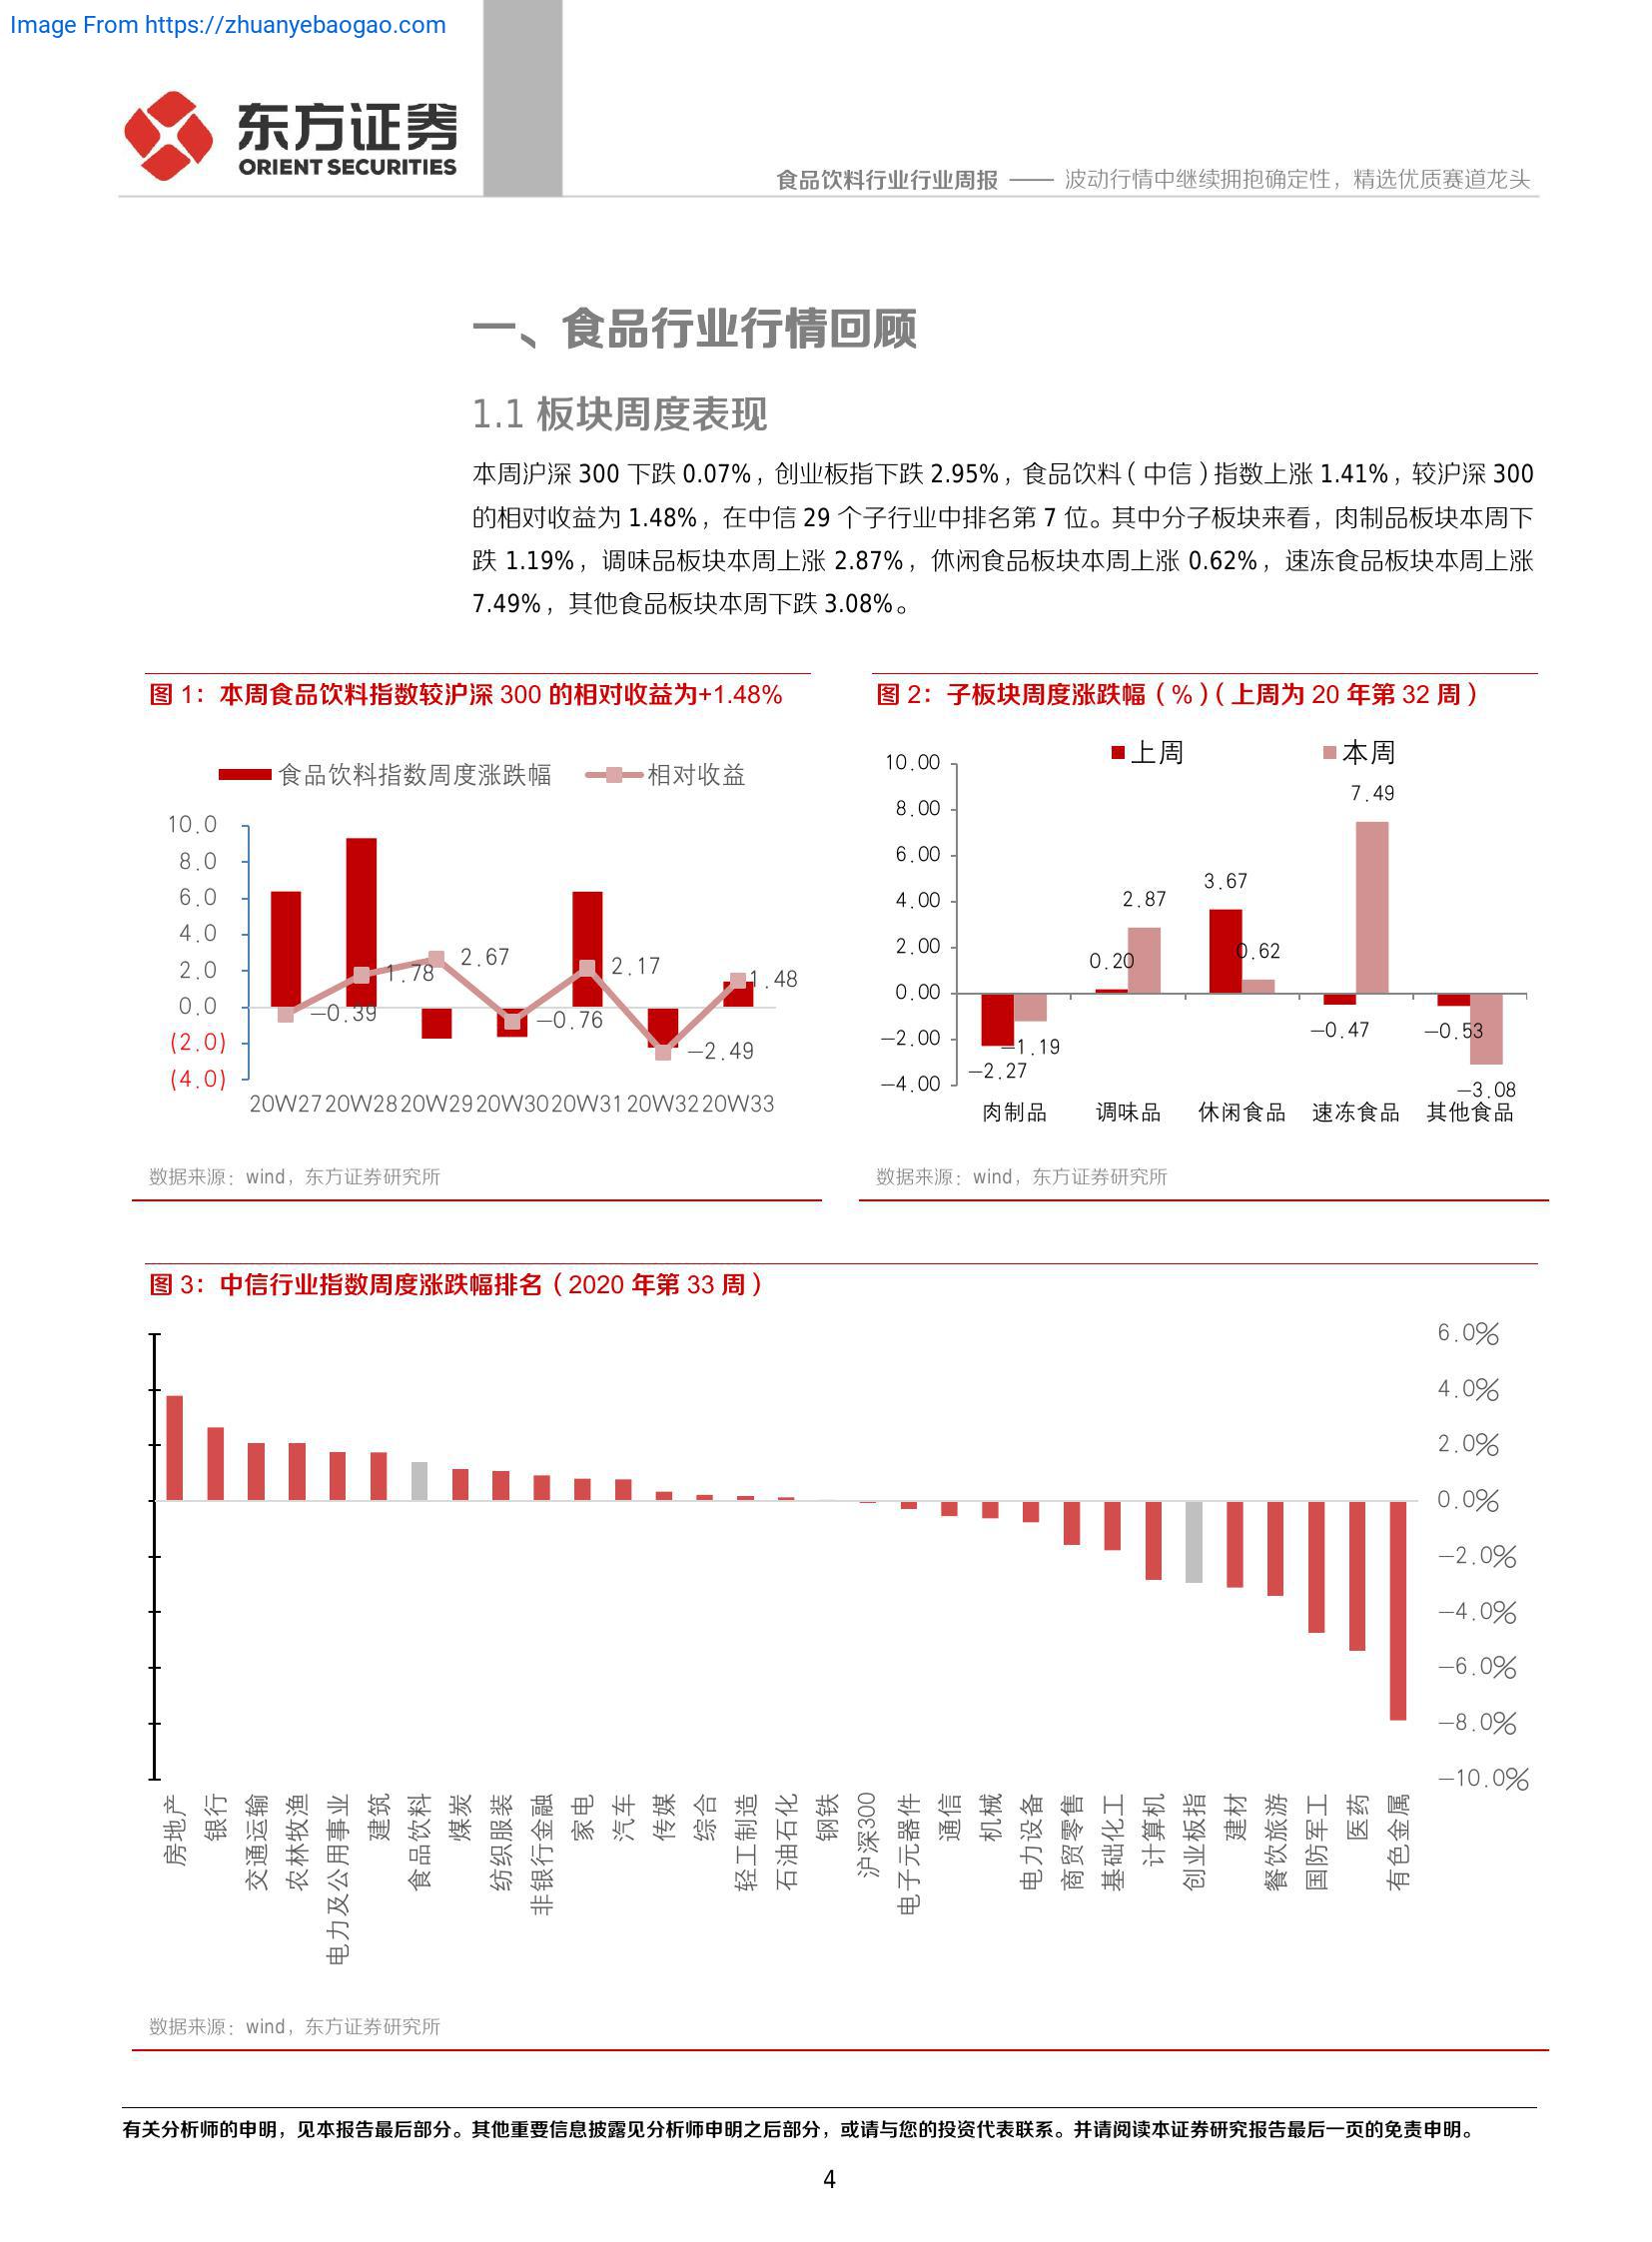 Image From https://zhuanyebaogao.com
东方证券
ORIENT SECURITIES
食品饮料行业行业周报 —— 波动行情中继续拥抱确定性，精选优质赛道龙头
一、食品行业行情回顾
1.1 板块周度表现
本周沪深 300 下跌 0.07%，创业板指下跌 2.95%，食品饮料（中信）指数上涨 1.41%，较沪深 300
的相对收益为 1.48%，在中信 29 个子行业中排名第 7 位。其中分子板块来看，肉制品板块本周下
跌 1.19%，调味品板块本周上涨 2.87%，休闲食品板块本周上涨 0.62%，速冻食品板块本周上涨
7.49%，其他食品板块本周下跌 3.08%。
图 1：本周食品饮料指数较沪深 300 的相对收益为+1.48%
食品饮料指数周度涨跌幅 相对收益
10.0
8.0
6.0
4.0
2.0
0.0
(2.0)
(4.0)
−0.39
1.78
2.67
−0.76
2.17
−2.49
1.48
20W27 20W28 20W29 20W30 20W31 20W32 20W33
数据来源：wind，东方证券研究所
图 2：子板块周度涨跌幅（%）（上周为 20 年第 32 周）
上周 本周
10.00
8.00
6.00
4.00
2.00
0.00
−2.00
−4.00
−2.27
−1.19
0.20
2.87
3.67
0.62
−0.47
7.49
−0.53
−3.08
肉制品 调味品 休闲食品 速冻食品 其他食品
数据来源：wind，东方证券研究所
图 3：中信行业指数周度涨跌幅排名（2020 年第 33 周）
6.0%
4.0%
2.0%
0.0%
−2.0%
−4.0%
−6.0%
−8.0%
−10.0%
房地产
银行
交通运输
农林牧渔
电力及公用事业
建筑
食品饮料
煤炭
纺织服装
非银行金融
家电
汽车
传媒
综合
轻工制造
石油石化
钢铁
沪深300
电子元器件
通信
机械
电力设备
商贸零售
基础化工
计算机
创业板指
建材
餐饮旅游
国防军工
医药
有色金属
数据来源：wind，东方证券研究所
有关分析师的申明，见本报告最后部分。其他重要信息披露见分析师申明之后部分，或请与您的投资代表联系。并请阅读本证券研究报告最后一页的免责申明。
4